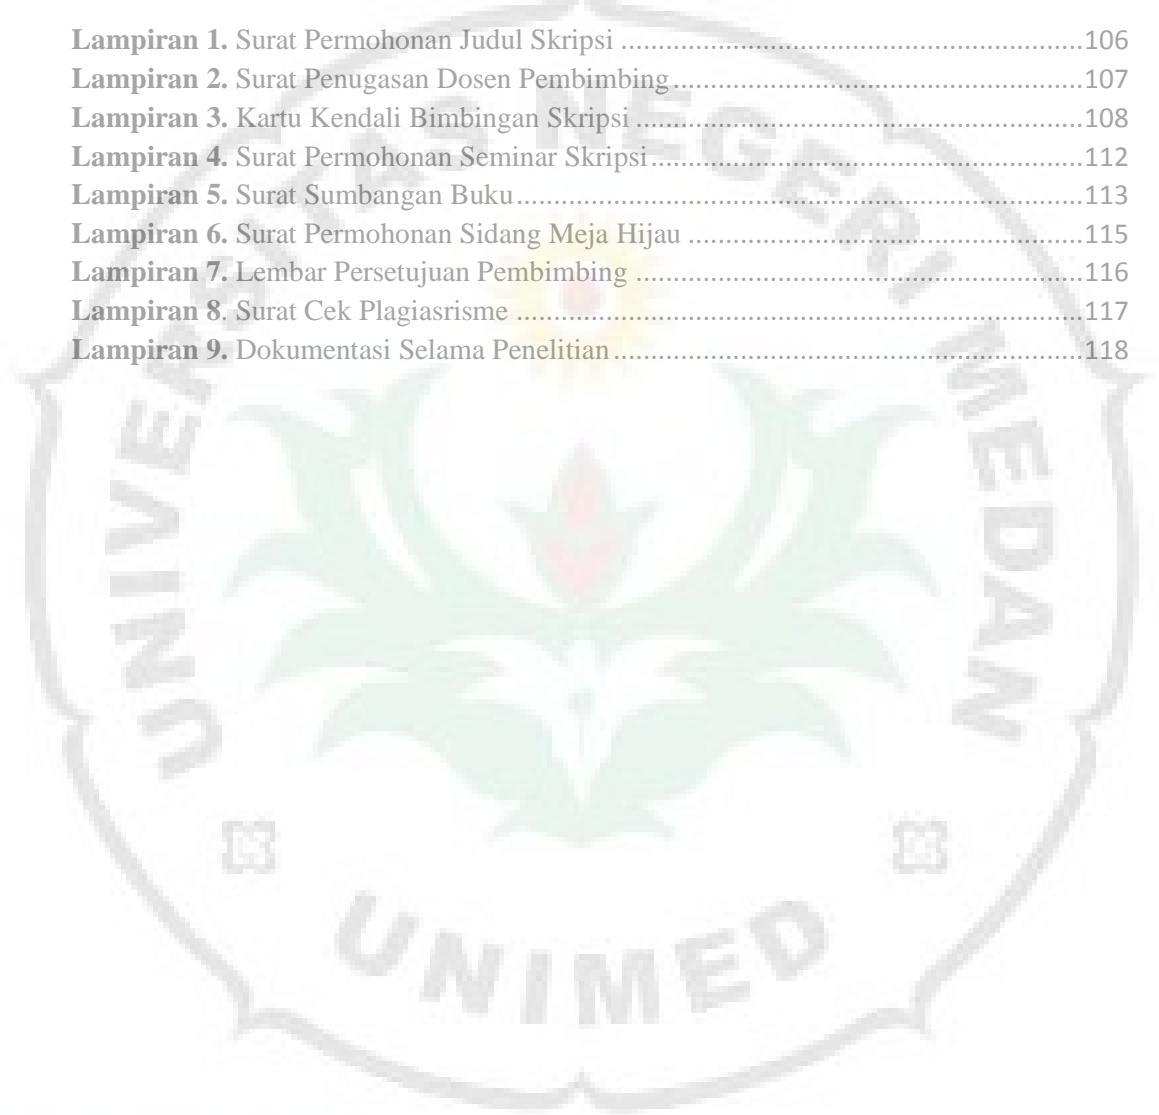 Lampiran 1. Surat Permohonan Judul Skripsi ....................................................106
Lampiran 2. Surat Penugasan Dosen Pembimbing ..............................................107
Lampiran 3. Kartu Kendali Bimbingan Skripsi ..................................................108
Lampiran 4. Surat Permohonan Seminar Skripsi ................................................112
Lampiran 5. Surat Sumbangan Buku ...............................................................113
Lampiran 6. Surat Permohonan Sidang Meja Hijau ............................................115
Lampiran 7. Lembar Persetujuan Pembimbing ..................................................116
Lampiran 8. Surat Cek Plagiasrisme ...............................................................117
Lampiran 9. Dokumentasi Selama Penelitian .....................................................118
UNIVERSITAS NEGERI MEDAN
UNIMED